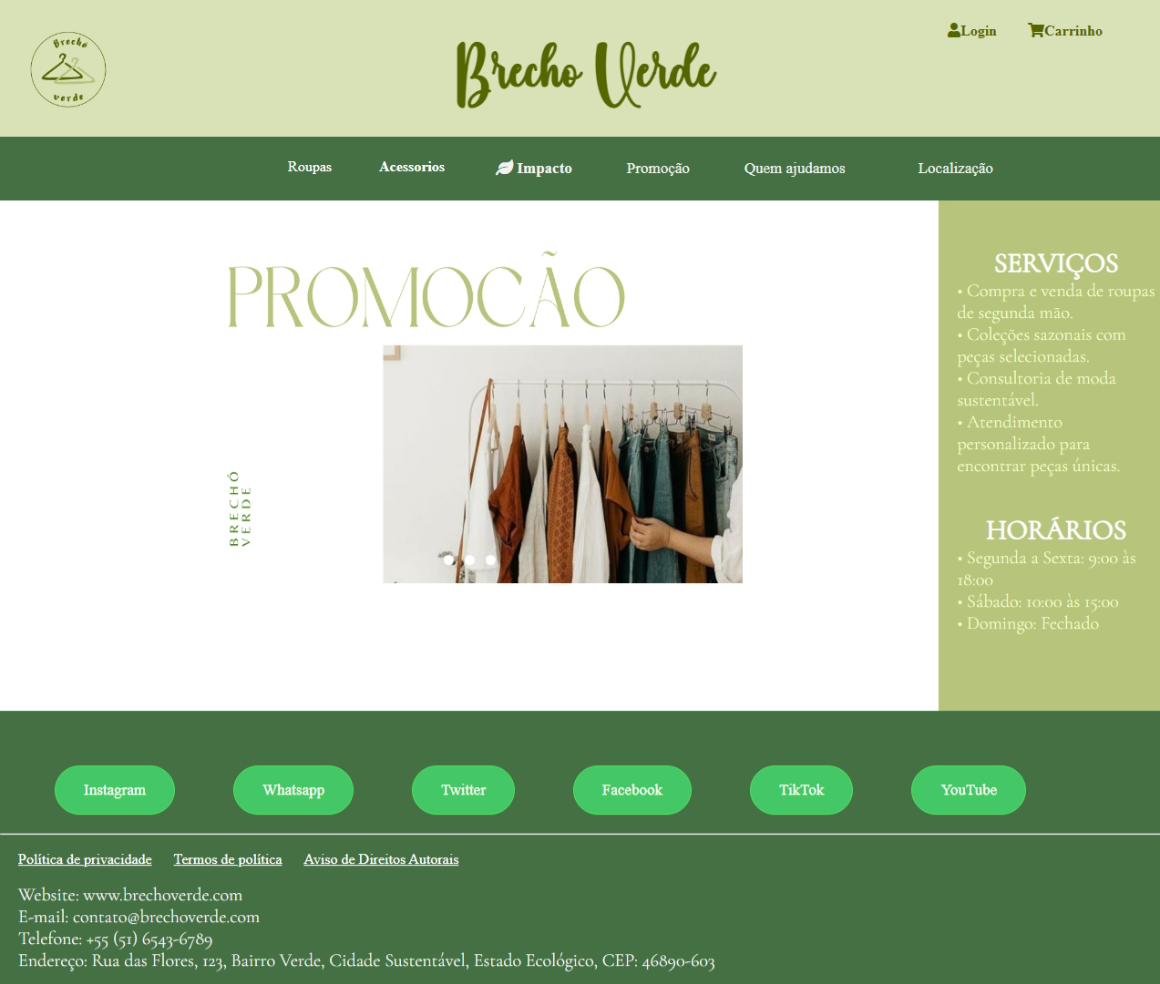 Brechó
verde
Brecho Verde
Login
Carrinho
Roupas
Acessorios
Impacto
Promoção
Quem ajudamos
Localização
PROMOCÃO
BRECHÓ
VERDE
SERVIÇOS
• Compra e venda de roupas
de segunda mão.
• Coleções sazonais com
peças selecionadas.
• Consultoria de moda
sustentável.
• Atendimento
personalizado para
encontrar peças únicas.
HORÁRIOS
• Segunda a Sexta: 9:00 às
18:00
• Sábado: 10:00 às 15:00
• Domingo: Fechado
Instagram
Whatsapp
Twitter
Facebook
TikTok
YouTube
Política de privacidade
Termos de política
Aviso de Direitos Autorais
Website: www.brechoverde.com
E-mail: contato@brechoverde.com
Telefone: +55 (51) 6543-6789
Endereço: Rua das Flores, 123, Bairro Verde, Cidade Sustentável, Estado Ecológico, CEP: 46890-603